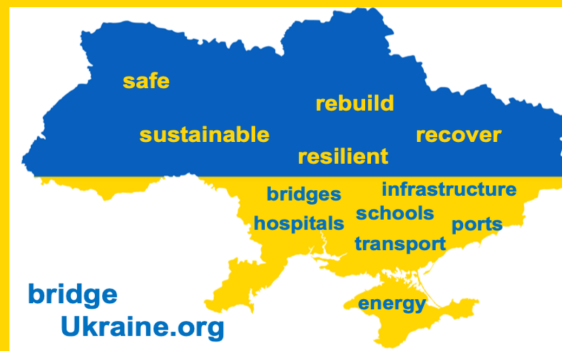 safe
rebuild
sustainable
recover
resilient
bridges
infrastructure
hospitals
schools
ports
transport
energy
bridge
Ukraine.org